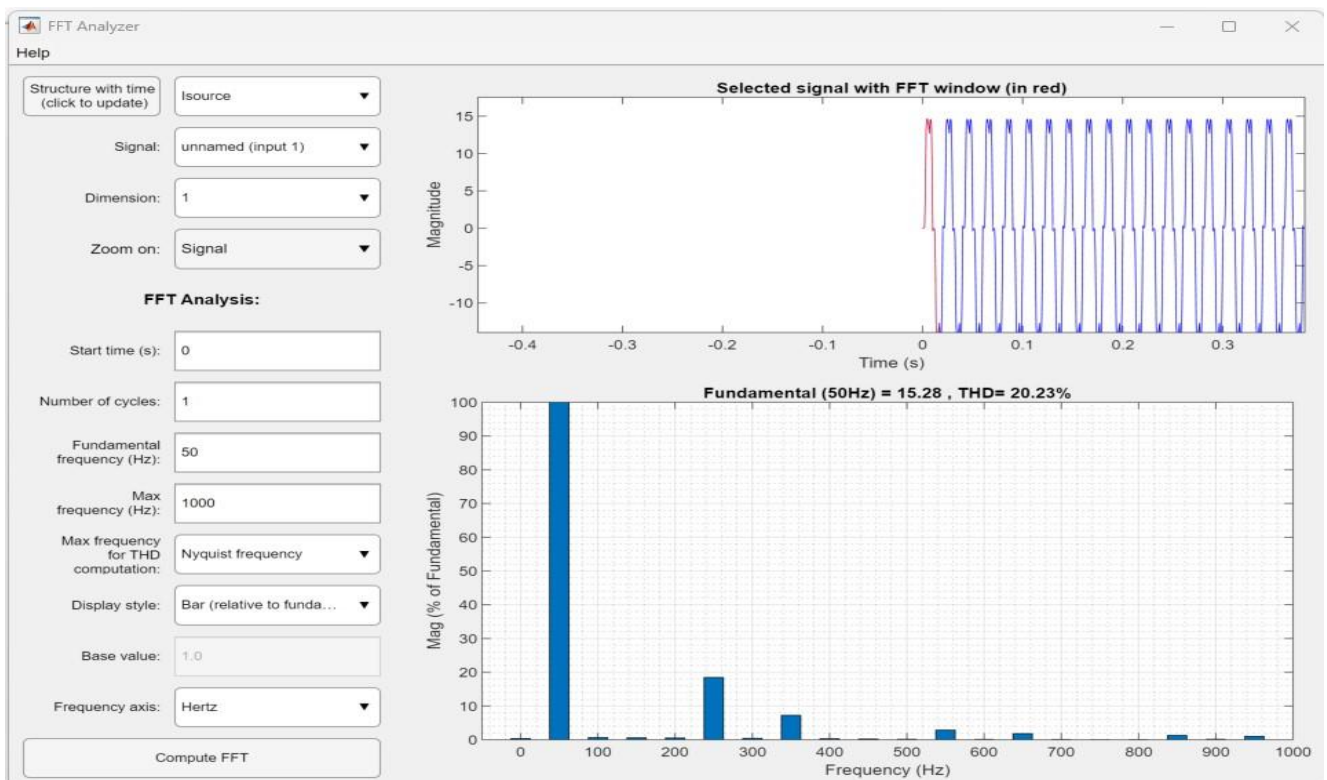 FFT Analyzer
Help
Structure with time
(click to update)
Isource
Signal:
unnamed (input 1)
Dimension:
1
Zoom on:
Signal
FFT Analysis:
Start time (s):
0
Number of cycles:
1
Fundamental
frequency (Hz):
50
Max
frequency (Hz):
1000
Max frequency
for THD
computation:
Nyquist frequency
Display style:
Bar (relative to funda...
Base value:
1.0
Frequency axis:
Hertz
Compute FFT
Selected signal with FFT window (in red)
Magnitude
15
10
5
0
-5
-10
-0.4 -0.3 -0.2 -0.1 0 0.1 0.2 0.3
Time (s)
Fundamental (50Hz) = 15.28 , THD= 20.23%
Mag (% of Fundamental)
100
90
80
70
60
50
40
30
20
10
0
0 100 200 300 400 500 600 700 800 900 1000
Frequency (Hz)